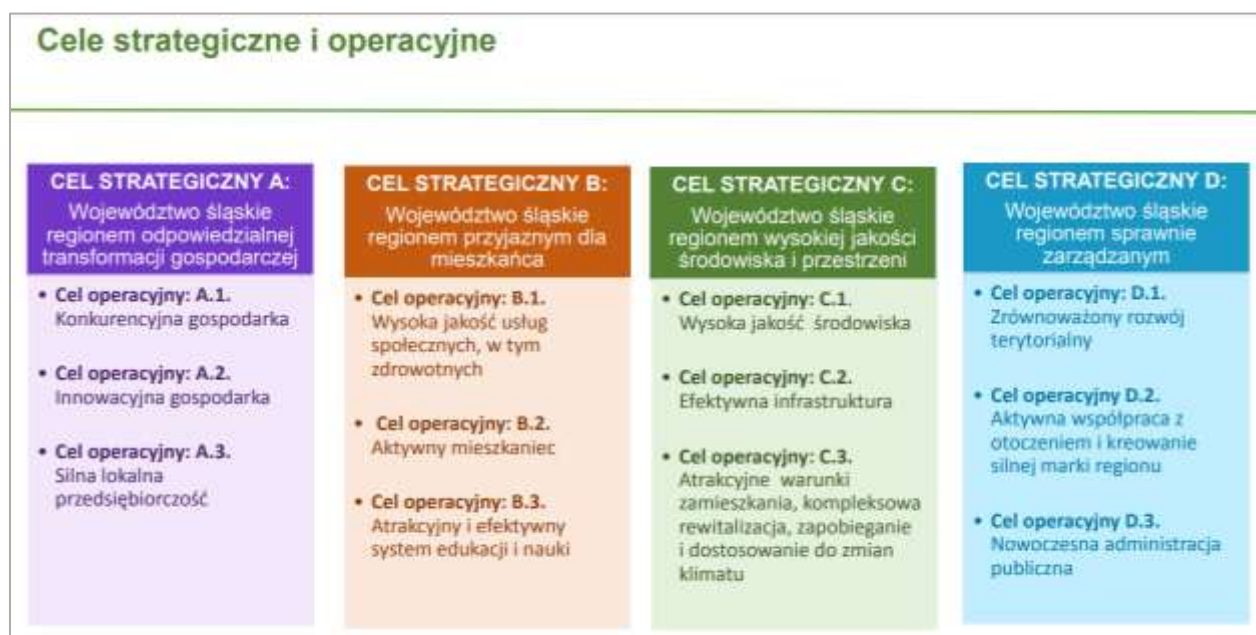 Cele strategiczne i operacyjne
CEL STRATEGICZNY A:
Województwo śląskie
regionem odpowiedzialnej
transformacji gospodarczej
• Cel operacyjny: A.1.
Konkurencyjna gospodarka
• Cel operacyjny: A.2.
Innowacyjna gospodarka
• Cel operacyjny: A.3.
Silna lokalna
przedsiębiorczość
CEL STRATEGICZNY B:
Województwo śląskie
regionem przyjaznym dla
mieszkańca
• Cel operacyjny: B.1.
Wysoka jakość usług
społecznych, w tym
zdrowotnych
• Cel operacyjny: B.2.
Aktywny mieszkaniec
• Cel operacyjny: B.3.
Atrakcyjny i efektywny
system edukacji i nauki
CEL STRATEGICZNY C:
Województwo śląskie
regionem wysokiej jakości
środowiska i przestrzeni
• Cel operacyjny: C.1.
Wysoka jakość środowiska
• Cel operacyjny: C.2.
Efektywna infrastruktura
• Cel operacyjny: C.3.
Atrakcyjne warunki
zamieszkania, kompleksowa
rewitalizacja, zapobieganie
i dostosowanie do zmian
klimatu
CEL STRATEGICZNY D:
Województwo śląskie
regionem sprawnie
zarządzanym
• Cel operacyjny: D.1.
Zrównoważony rozwój
terytorialny
• Cel operacyjny D.2.
Aktywna współpraca z
otoczeniem i kreowanie
silnej marki regionu
• Cel operacyjny D.3.
Nowoczesna administracja
publiczna